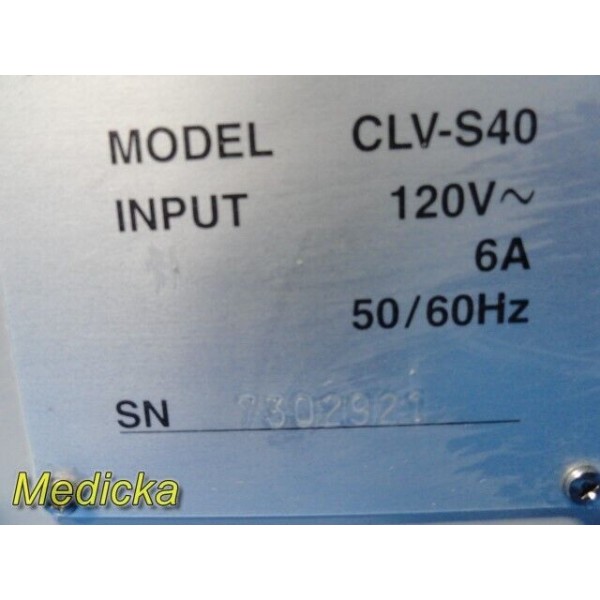 MODEL CLV-S40
INPUT 120V~
6A
50/60Hz
SN 7302921
Medicka